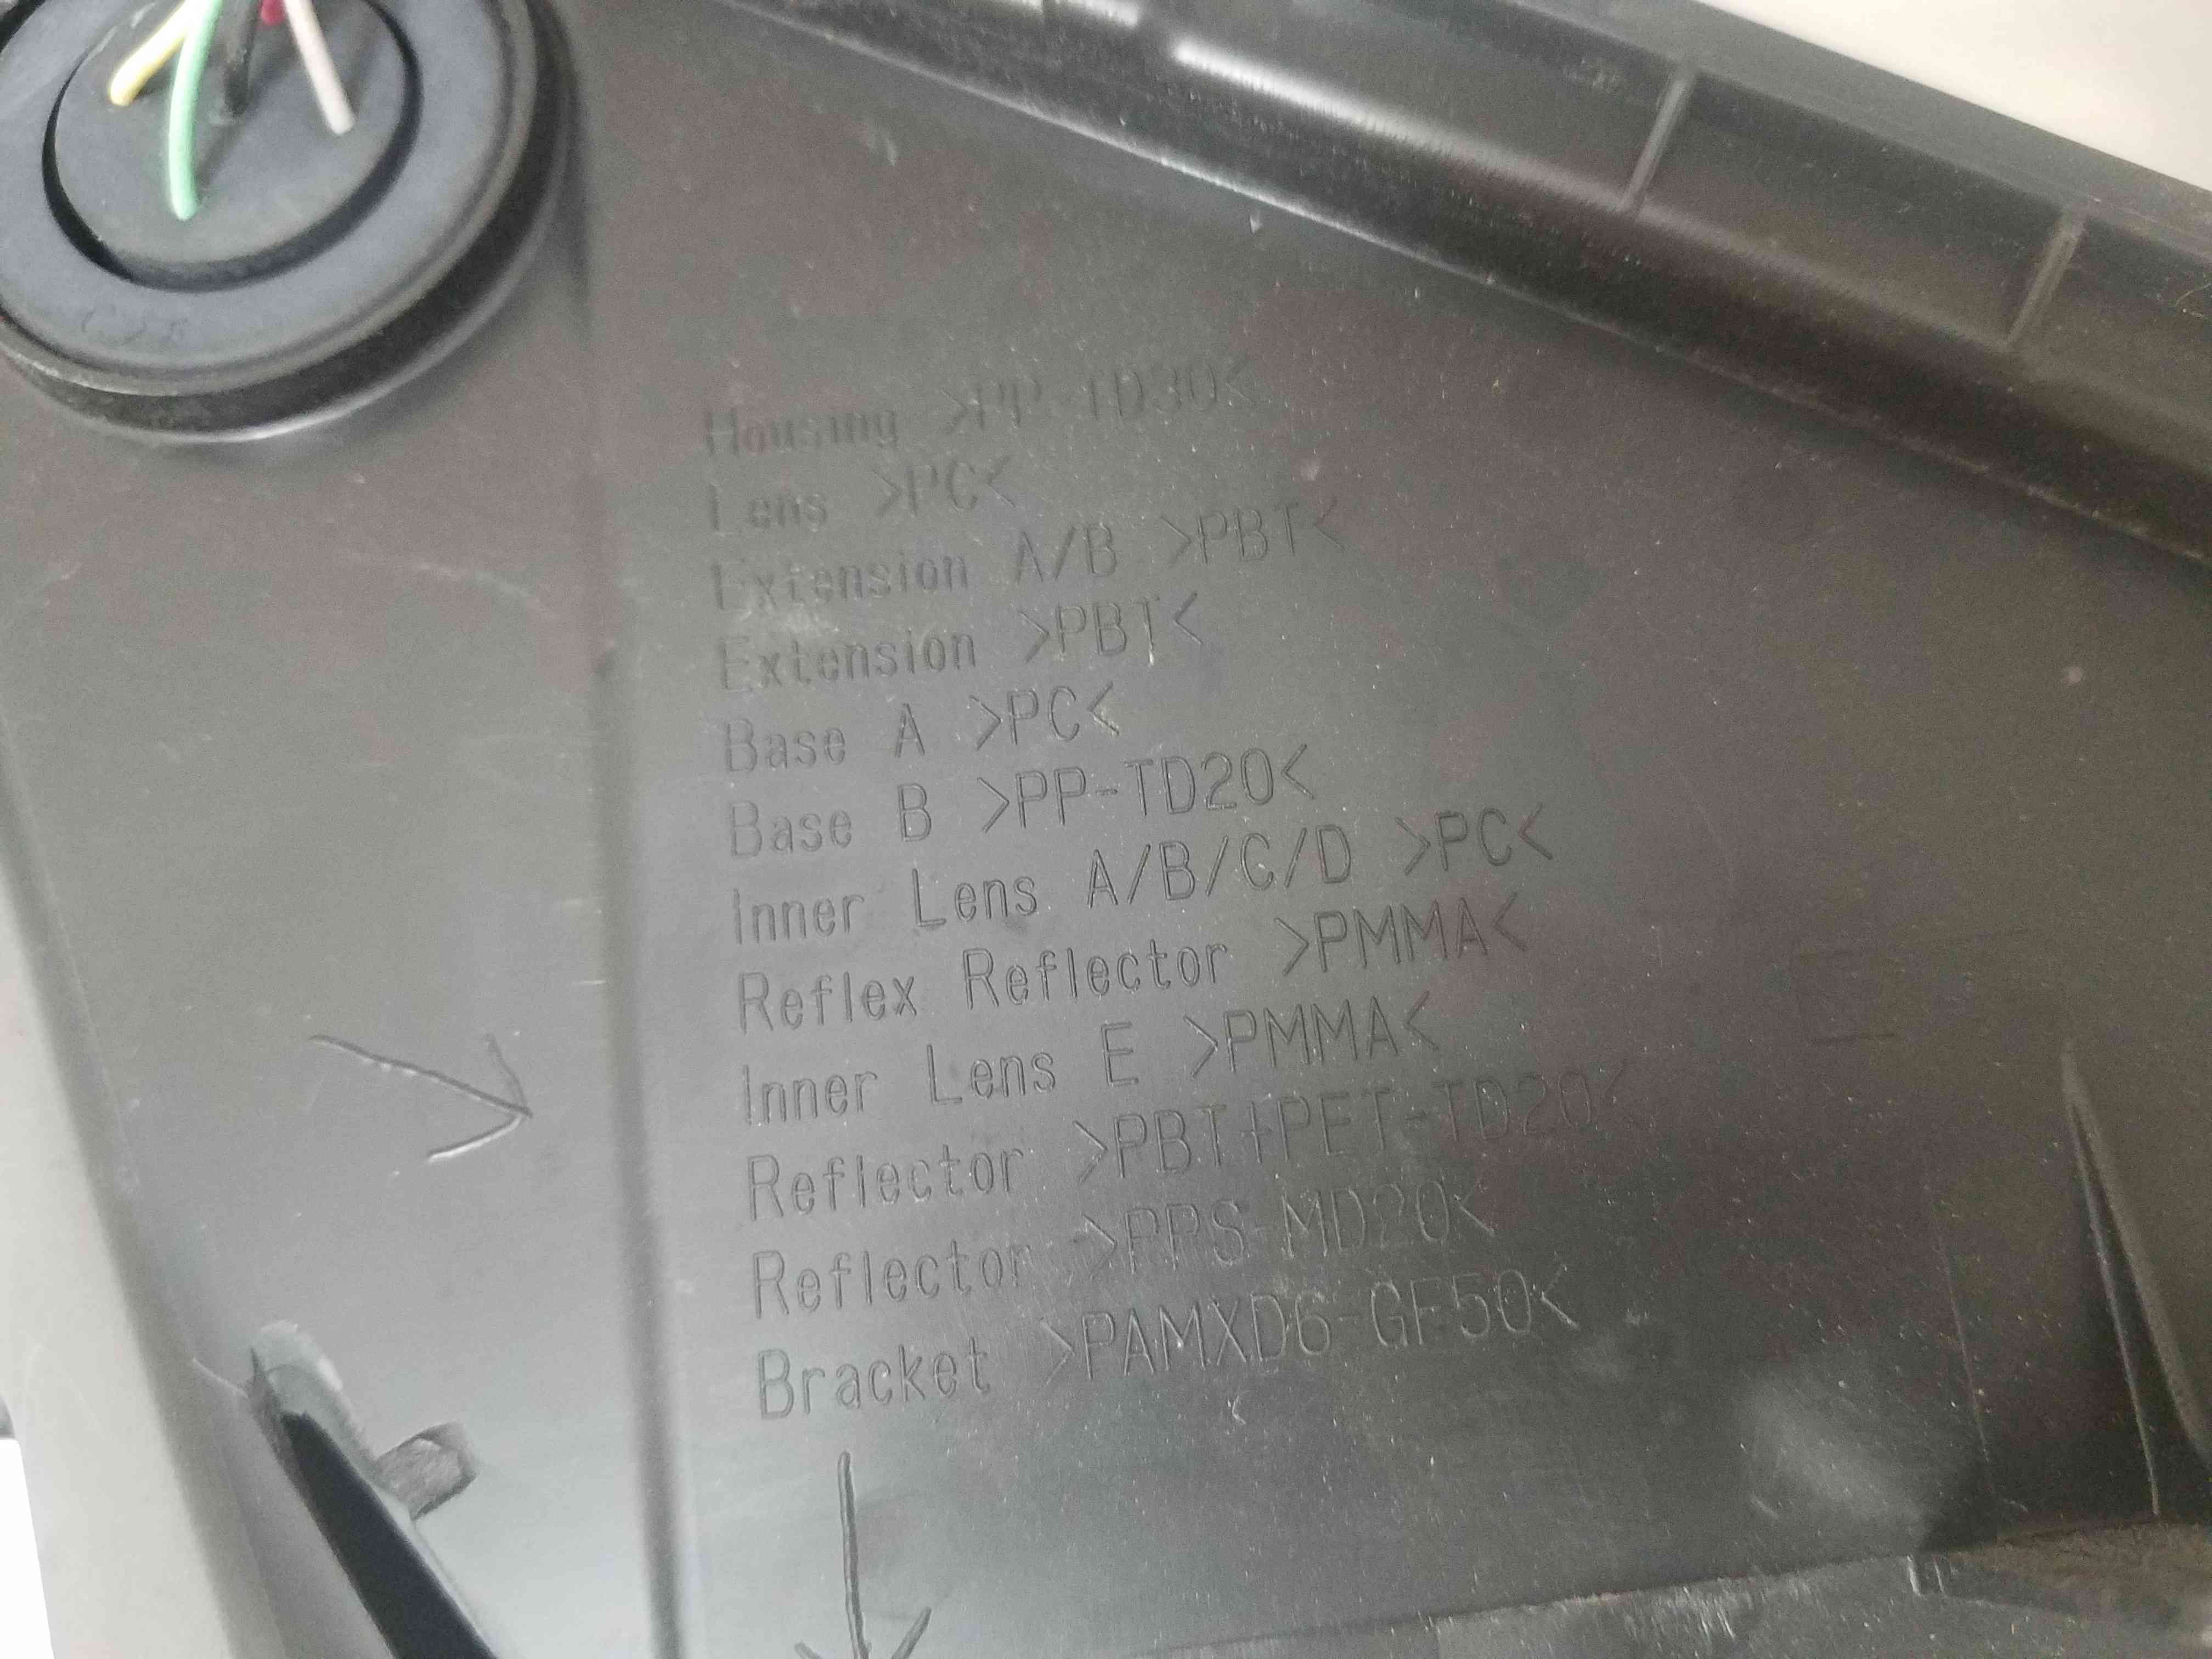 Housing >PP-TD30<
Lens >PC<
Extension A/B >PBT<
Extension >PBT<
Base A >PC<
Base B >PP-TD20<
Inner Lens A/B/C/D >PC<
Reflex Reflector >PMMA<
Inner Lens E >PMMA<
Reflector >PBT+PET-TD20<
Reflector >PPS-MD20<
Bracket >PAMXD6-GF50<